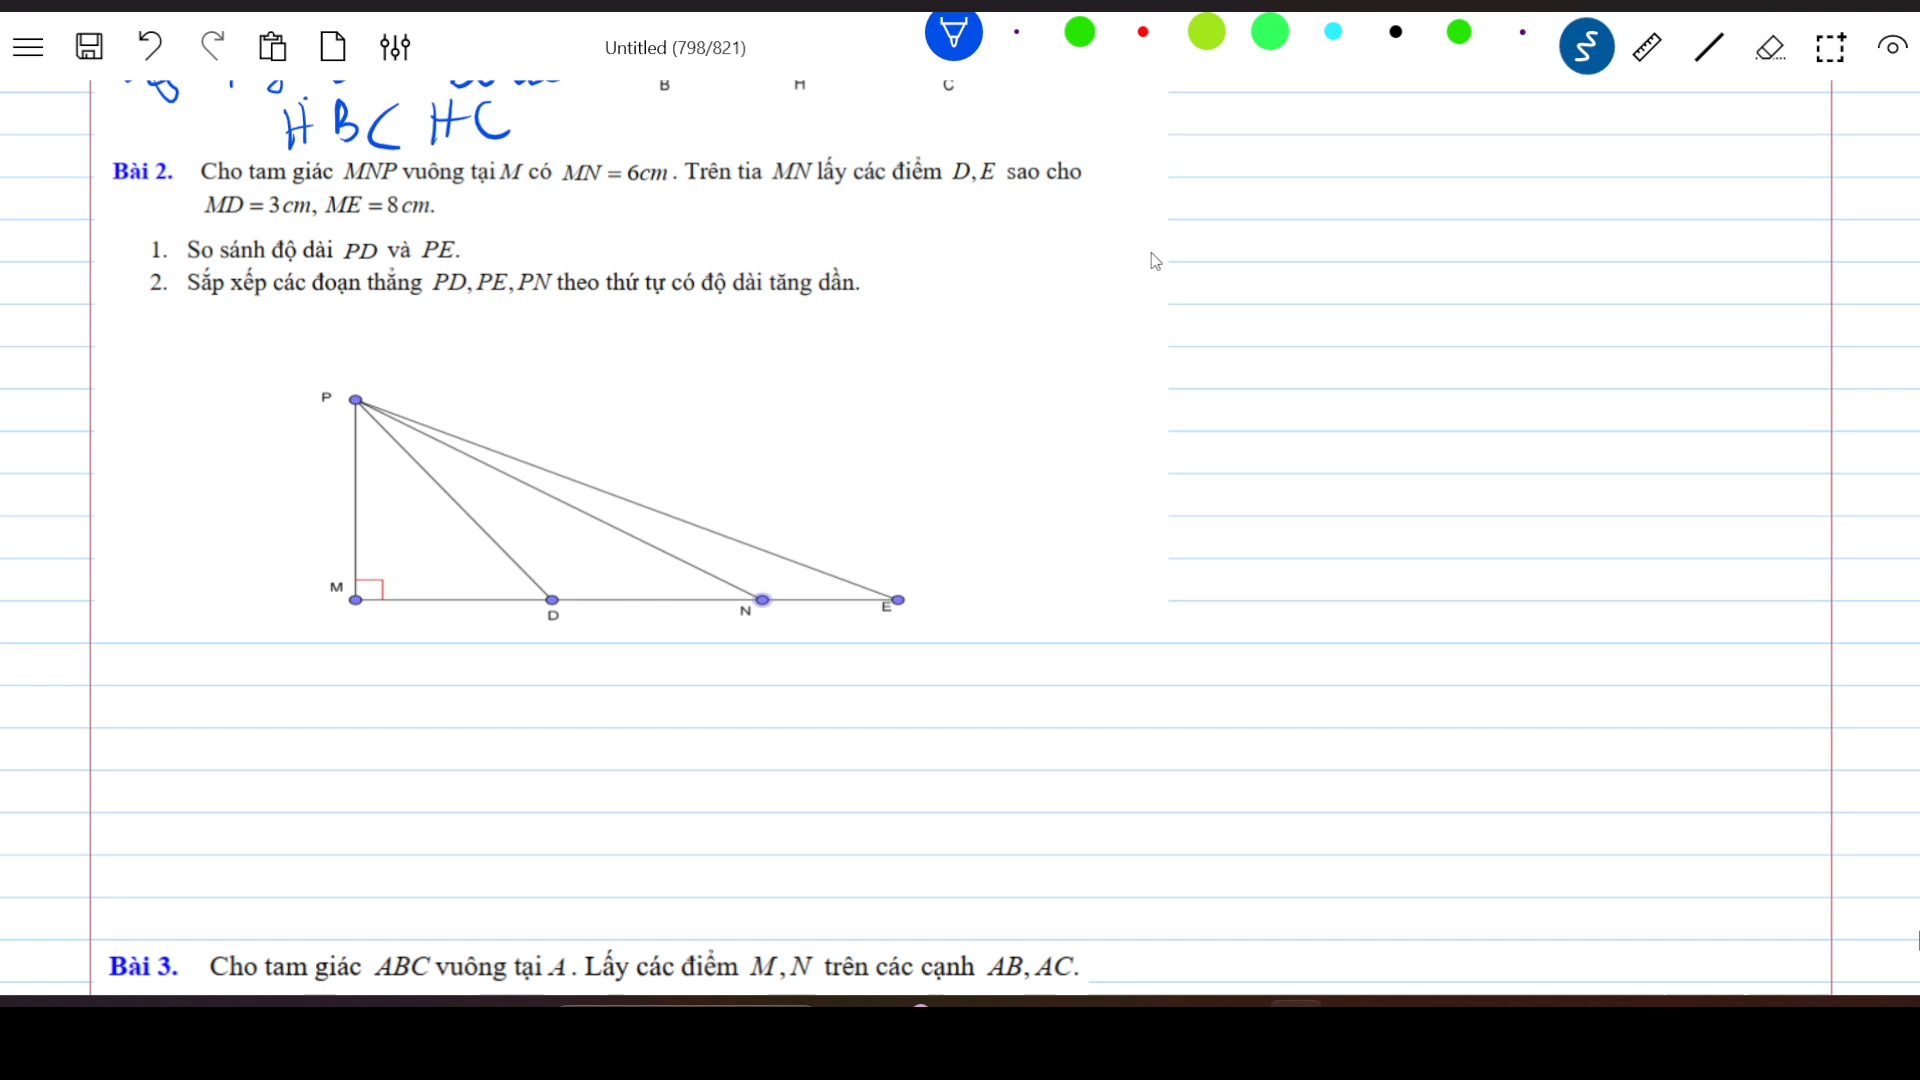 Untitled (798/821)
B H C
H BC HC
Bài 2. Cho tam giác MNP vuông tại M có MN = 6cm. Trên tia MN lấy các điểm D, E sao cho
MD = 3cm, ME = 8cm.
1. So sánh độ dài PD và PE.
2. Sắp xếp các đoạn thẳng PD, PE, PN theo thứ tự có độ dài tăng dần.
P
M
D
N
E
Bài 3. Cho tam giác ABC vuông tại A. Lấy các điểm M, N trên các cạnh AB, AC.